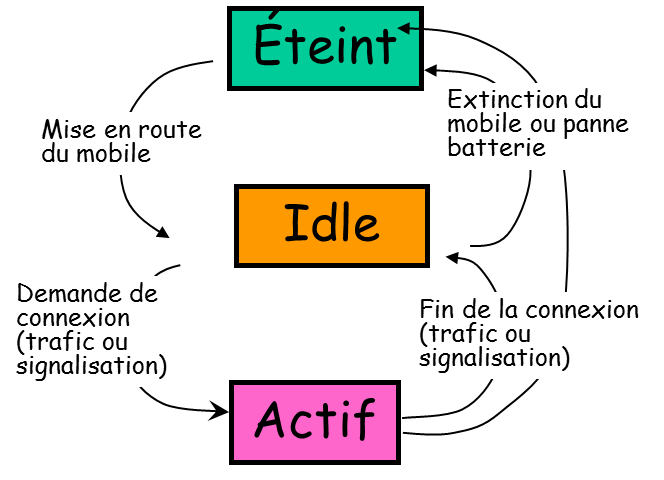 Éteint
Mise en route
du mobile
Extinction du
mobile ou panne
batterie
Idle
Demande de
connexion
(trafic ou
signalisation)
Fin de la connexion
(trafic ou
signalisation)
Actif